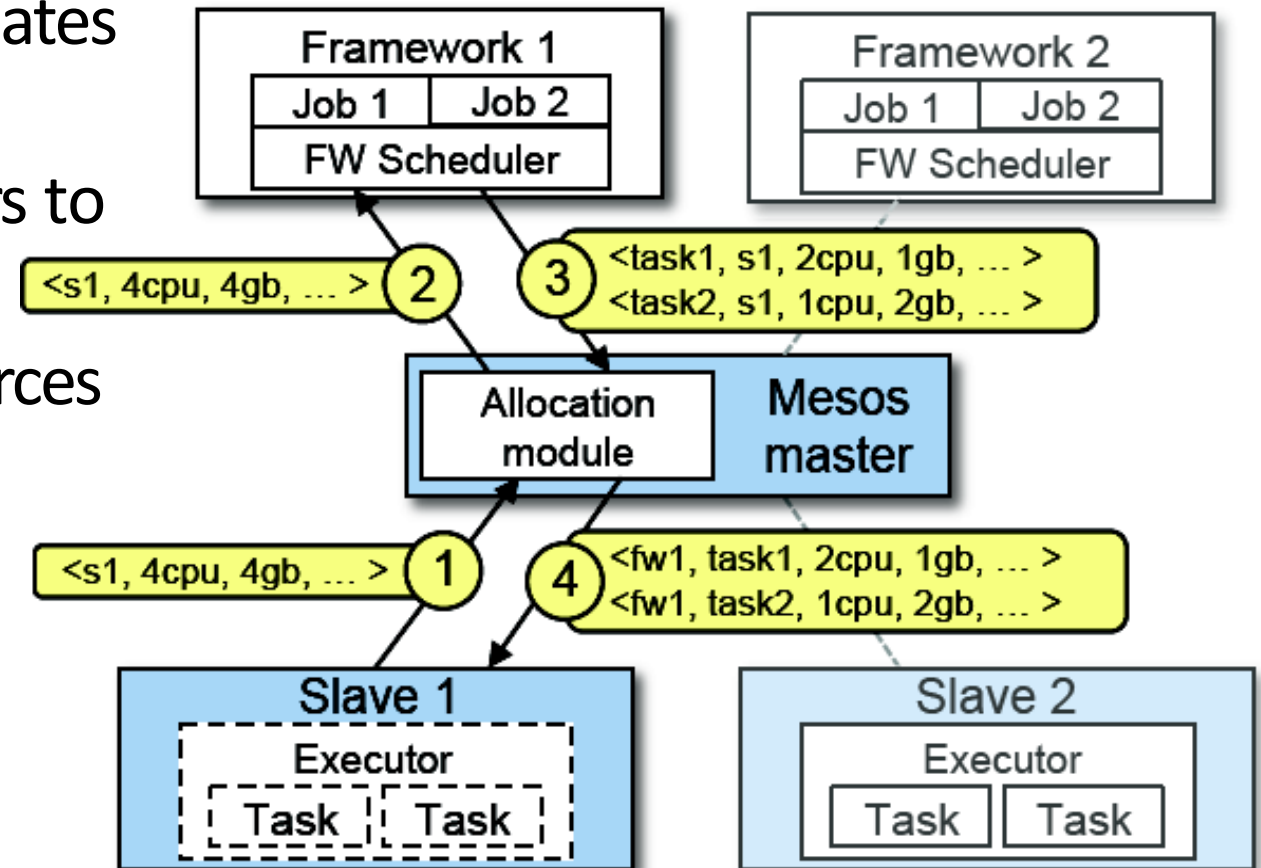 ates
rs to
rces
Framework 1
Job 1
Job 2
FW Scheduler
Framework 2
Job 1
Job 2
FW Scheduler
<s1, 4cpu, 4gb, ... >
2
3
<task1, s1, 2cpu, 1gb, ... >
<task2, s1, 1cpu, 2gb, ... >
Allocation
module
Mesos
master
<s1, 4cpu, 4gb, ... >
1
4
<fw1, task1, 2cpu, 1gb, ... >
<fw1, task2, 1cpu, 2gb, ... >
Slave 1
Executor
Task
Task
Slave 2
Executor
Task
Task